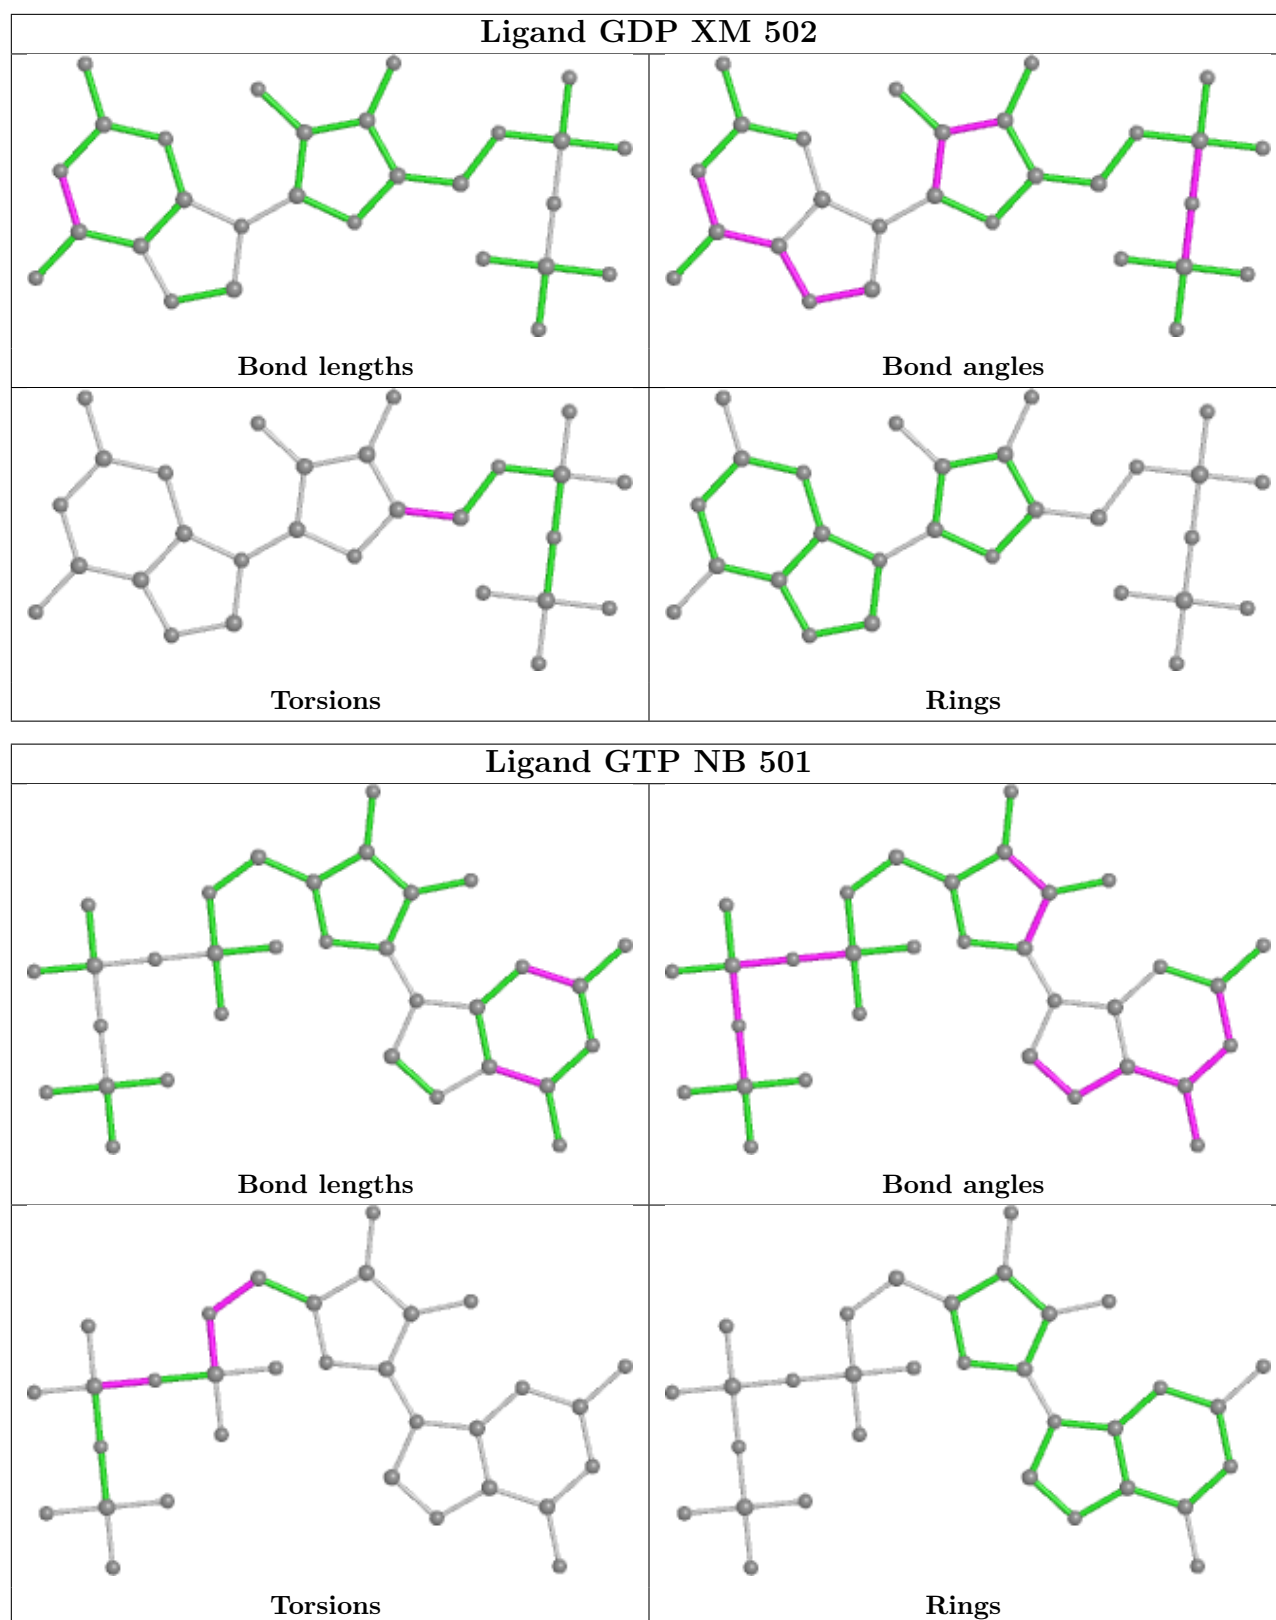 Ligand GDP XM 502
Bond lengths
Bond angles
Torsions
Rings
Ligand GTP NB 501
Bond lengths
Bond angles
Torsions
Rings